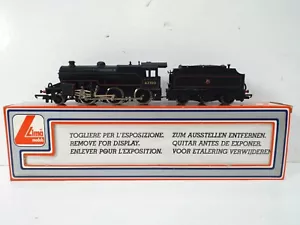 Lima
models
TOGLIERE PER L'ESPOSIZIONE.
REMOVE FOR DISPLAY.
ENLEVER POUR L'EXPOSITION.
ZUM AUSSTELLEN ENTFERNEN.
QUITAR ANTES DE EXPONER.
VOOR ETALERING VERWIJDEREN